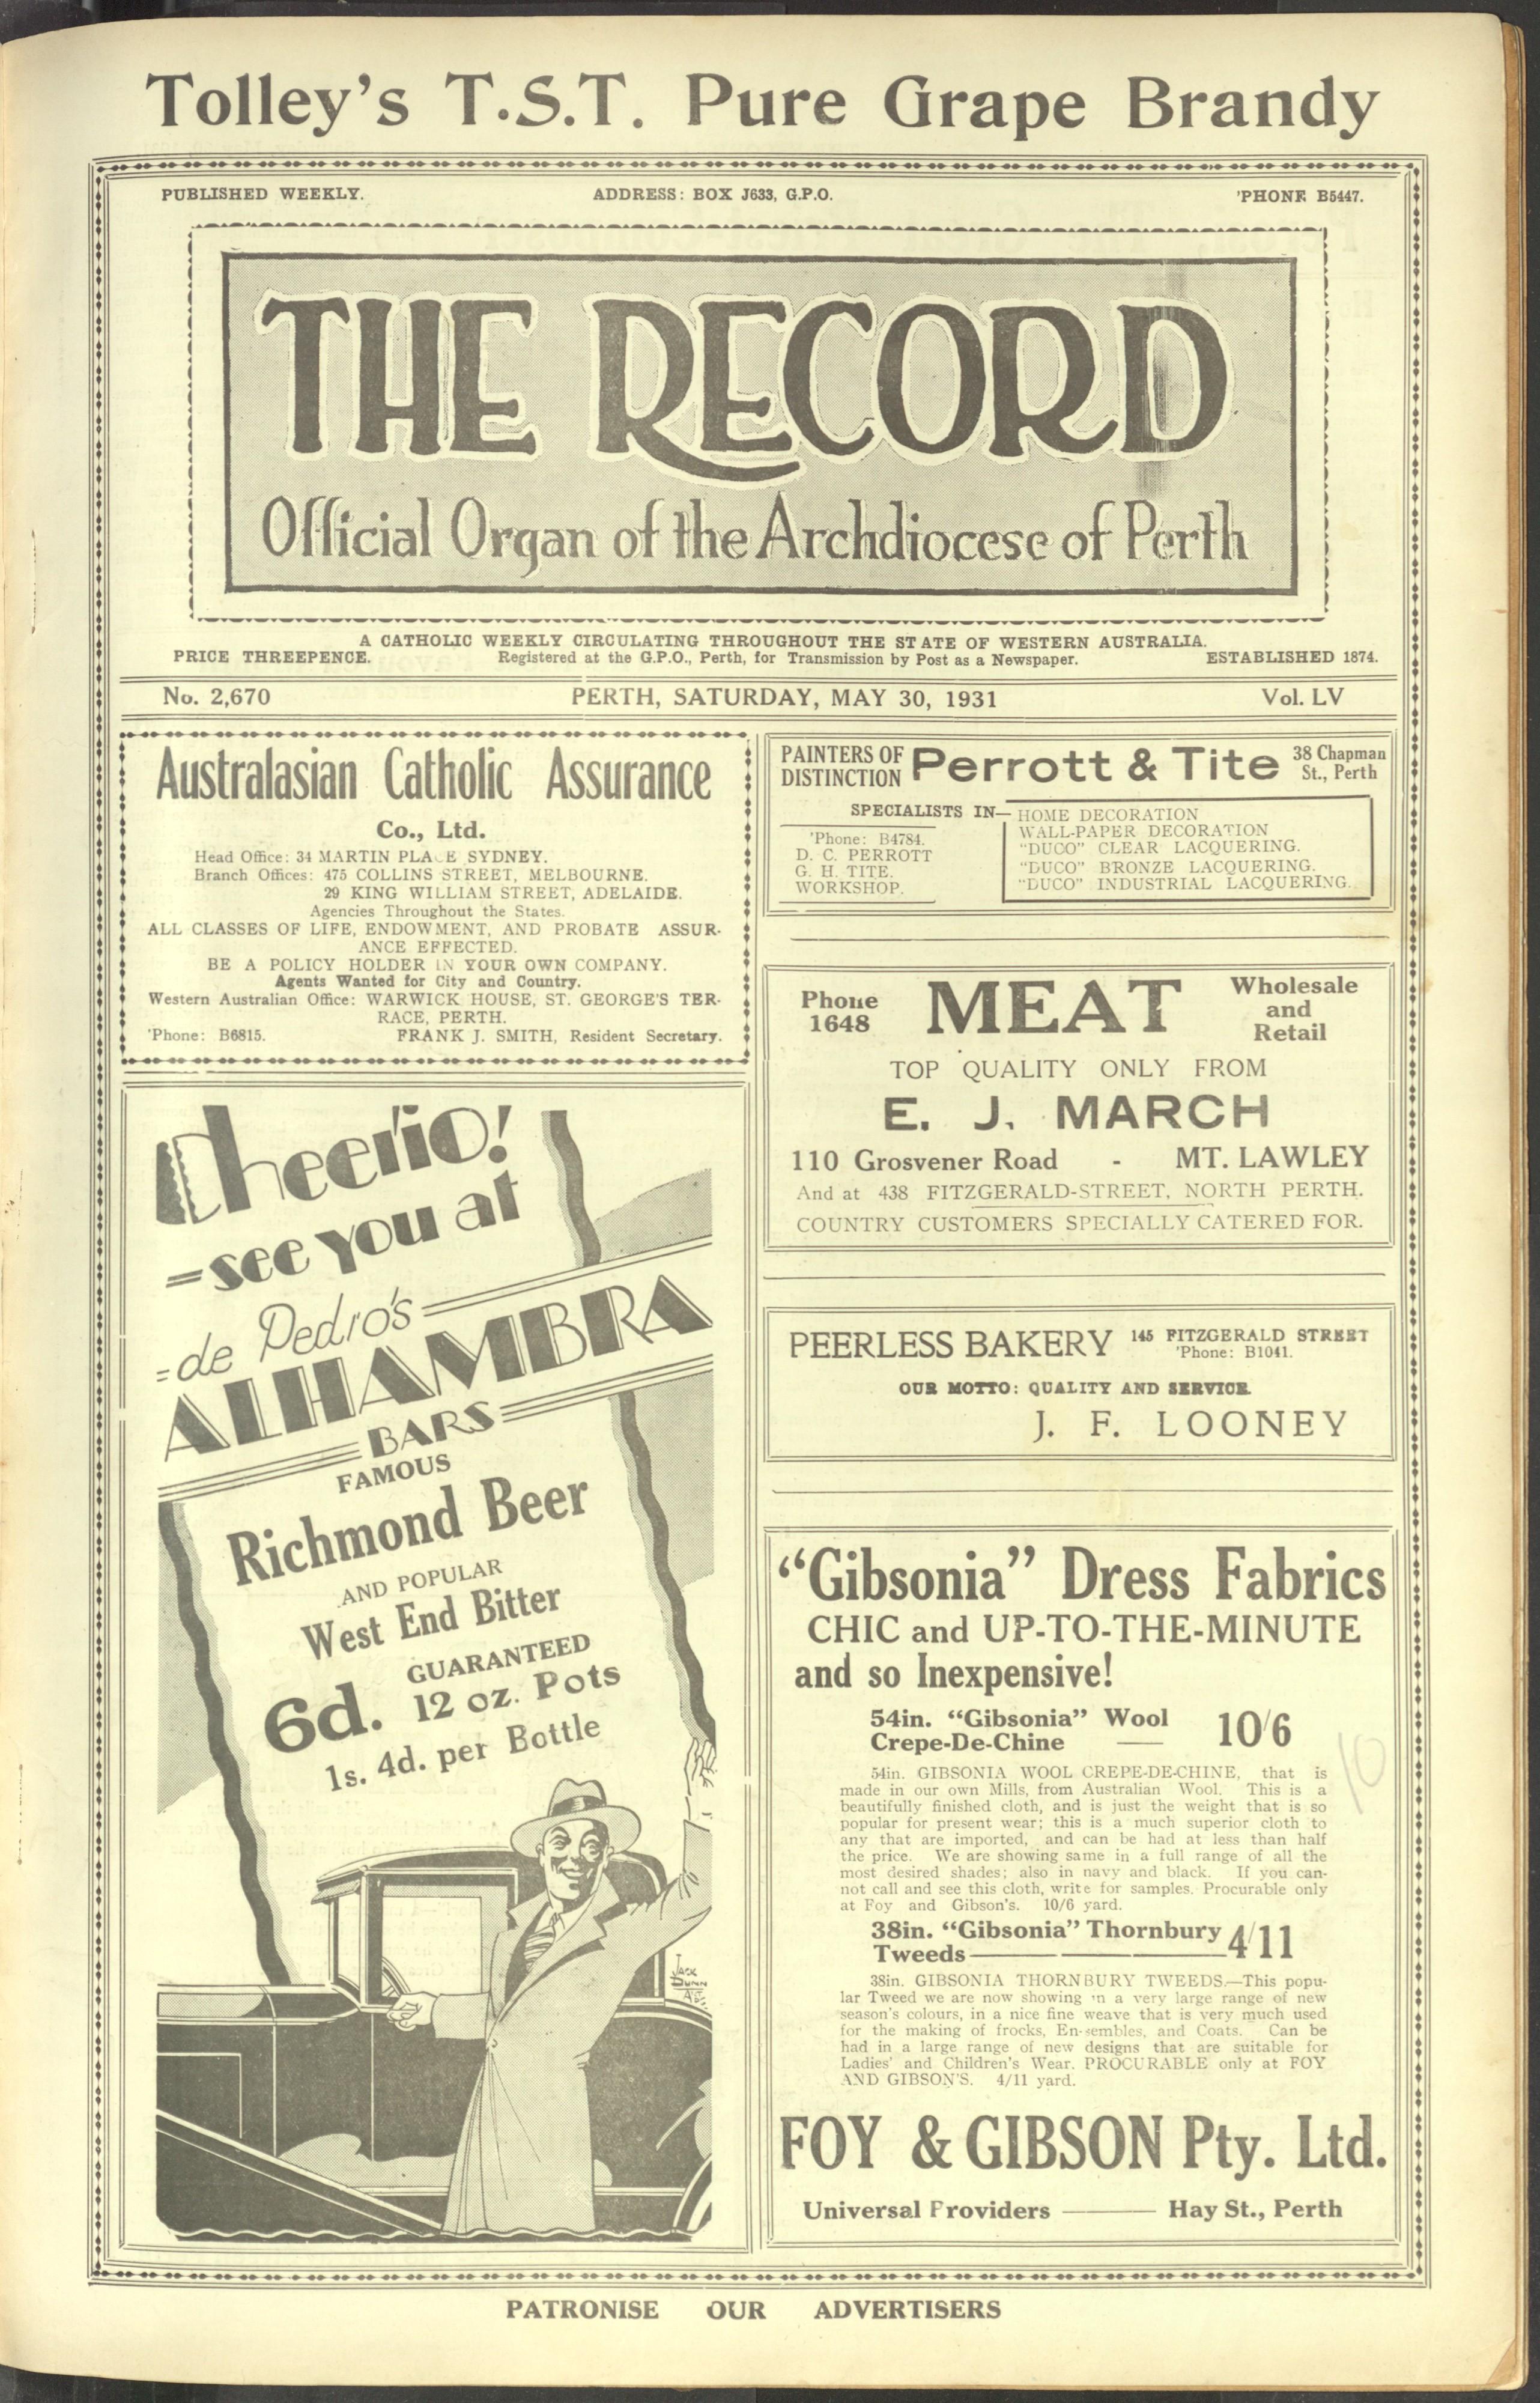 Tolley's T.S.T. Pure Grape Brandy
PUBLISHED WEEKLY. ADDRESS: BOX J633, G.P.O. 'PHONE B5447.
THE RECORD
Official Organ of the Archdiocese of Perth
A CATHOLIC WEEKLY CIRCULATING THROUGHOUT THE STATE OF WESTERN AUSTRALIA.
PRICE THREEPENCE. Registered at the G.P.O., Perth, for Transmission by Post as a Newspaper. ESTABLISHED 1874.
No. 2,670 PERTH, SATURDAY, MAY 30, 1931 Vol. LV
Australasian Catholic Assurance
Co., Ltd.
Head Office: 34 MARTIN PLACE SYDNEY.
Branch Offices: 475 COLLINS STREET, MELBOURNE.
29 KING WILLIAM STREET, ADELAIDE.
Agencies Throughout the States.
ALL CLASSES OF LIFE, ENDOWMENT, AND PROBATE ASSUR-
ANCE EFFECTED.
BE A POLICY HOLDER IN YOUR OWN COMPANY.
Agents Wanted for City and Country.
Western Australian Office: WARWICK HOUSE, ST. GEORGE'S TER-
RACE, PERTH.
'Phone: B6815. FRANK J. SMITH, Resident Secretary.
Cheerio!
=see you at
=de Pedro's
ALHAMBRA
BARS
FAMOUS
Richmond Beer
AND POPULAR
West End Bitter
GUARANTEED
6d. 12 oz. Pots
1s. 4d. per Bottle
JACK
DUNN
PAINTERS OF
DISTINCTION
Perrott & Tite
38 Chapman
St., Perth
SPECIALISTS IN—
'Phone: B4784.
D. C. PERROTT
G. H. TITE.
WORKSHOP.
HOME DECORATION
WALL-PAPER DECORATION
"DUCO" CLEAR LACQUERING.
"DUCO" BRONZE LACQUERING.
"DUCO" INDUSTRIAL LACQUERING.
Phone
1648
MEAT
Wholesale
and
Retail
TOP QUALITY ONLY FROM
E. J. MARCH
110 Grosvener Road - MT. LAWLEY
And at 438 FITZGERALD-STREET, NORTH PERTH.
COUNTRY CUSTOMERS SPECIALLY CATERED FOR.
PEERLESS BAKERY
145 FITZGERALD STREET
'Phone: B1041.
OUR MOTTO: QUALITY AND SERVICE
J. F. LOONEY
"Gibsonia" Dress Fabrics
CHIC and UP-TO-THE-MINUTE
and so Inexpensive!
54in. "Gibsonia" Wool
Crepe-De-Chine —— 10/6
54in. GIBSONIA WOOL CREPE-DE-CHINE, that is
made in our own Mills, from Australian Wool. This is a
beautifully finished cloth, and is just the weight that is so
popular for present wear; this is a much superior cloth to
any that are imported, and can be had at less than half
the price. We are showing same in a full range of all the
most desired shades; also in navy and black. If you can-
not call and see this cloth, write for samples. Procurable only
at Foy and Gibson's. 10/6 yard.
10
38in. "Gibsonia" Thornbury
Tweeds —— 4/11
38in. GIBSONIA THORNBURY TWEEDS.—This popu-
lar Tweed we are now showing in a very large range of new
season's colours, in a nice fine weave that is very much used
for the making of frocks, En-sembles, and Coats. Can be
had in a large range of new designs that are suitable for
Ladies' and Children's Wear. PROCURABLE only at FOY
AND GIBSON'S. 4/11 yard.
FOY & GIBSON Pty. Ltd.
Universal Providers —— Hay St., Perth
PATRONISE OUR ADVERTISERS